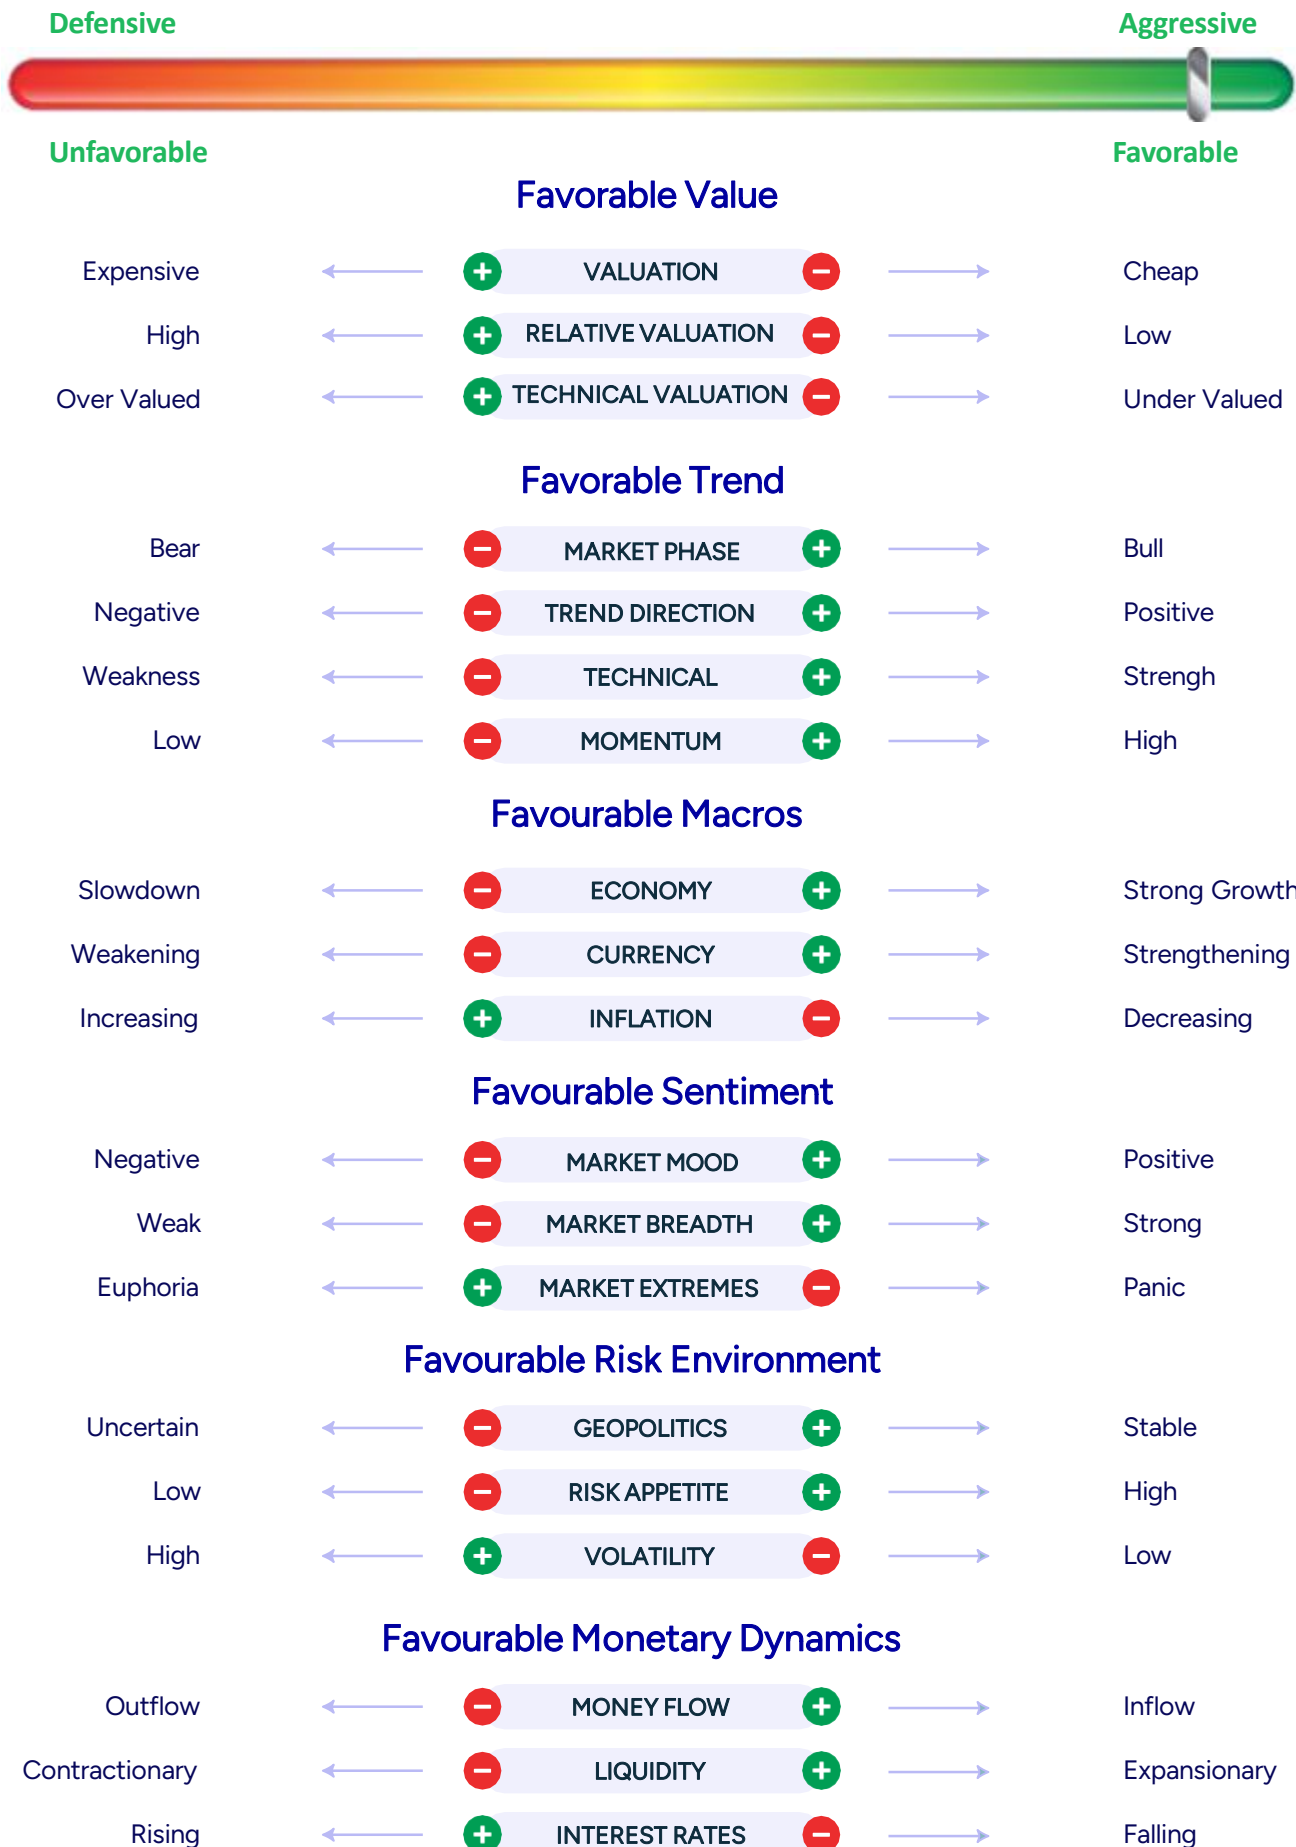 Defensive Aggressive
Unfavorable Favorable
Favorable Value
Expensive VALUATION Cheap
High RELATIVE VALUATION Low
Over Valued TECHNICAL VALUATION Under Valued
Favorable Trend
Bear MARKET PHASE Bull
Negative TREND DIRECTION Positive
Weakness TECHNICAL Strengh
Low MOMENTUM High
Favourable Macros
Slowdown ECONOMY Strong Growth
Weakening CURRENCY Strengthening
Increasing INFLATION Decreasing
Favourable Sentiment
Negative MARKET MOOD Positive
Weak MARKET BREADTH Strong
Euphoria MARKET EXTREMES Panic
Favourable Risk Environment
Uncertain GEOPOLITICS Stable
Low RISK APPETITE High
High VOLATILITY Low
Favourable Monetary Dynamics
Outflow MONEY FLOW Inflow
Contractionary LIQUIDITY Expansionary
Rising INTEREST RATES Falling